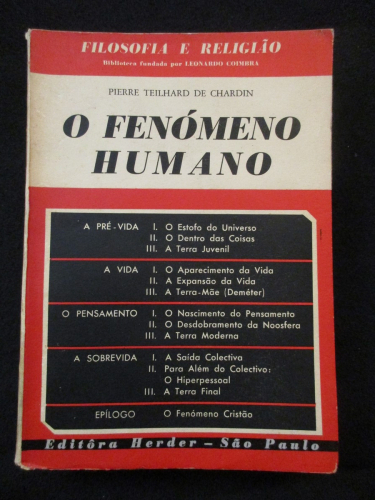 FILOSOFIA E RELIGIÃO
Biblioteca fundada por LEONARDO COIMBRA
PIERRE TEILHARD DE CHARDIN
O FENÓMENO
HUMANO
A PRÉ-VIDA I. O Estofo do Universo
II. O Dentro das Coisas
III. A Terra Juvenil
A VIDA I. O Aparecimento da Vida
II. A Expansão da Vida
III. A Terra-Mãe (Deméter)
O PENSAMENTO I. O Nascimento do Pensamento
II. O Desdobramento da Noosfera
III. A Terra Moderna
A SOBREVIDA I. A Saída Colectiva
II. Para Além do Colectivo:
O Hiperpessoal
III. A Terra Final
EPÍLOGO O Fenómeno Cristão
Editôra Herder – São Paulo